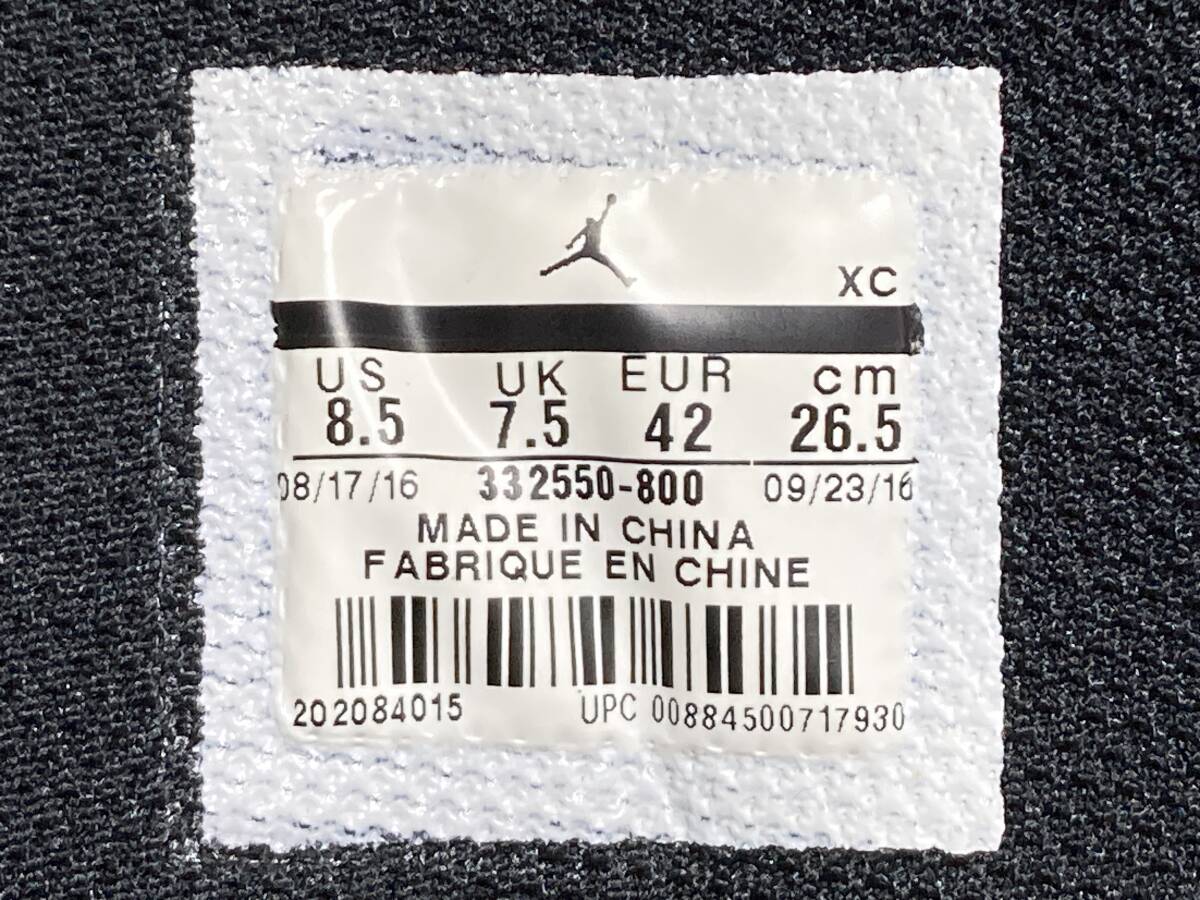 XC
US UK EUR cm
8.5 7.5 42 26.5
08/17/16 332550-800 09/23/16
MADE IN CHINA
FABRIQUE EN CHINE
202084015 UPC 00884500717930